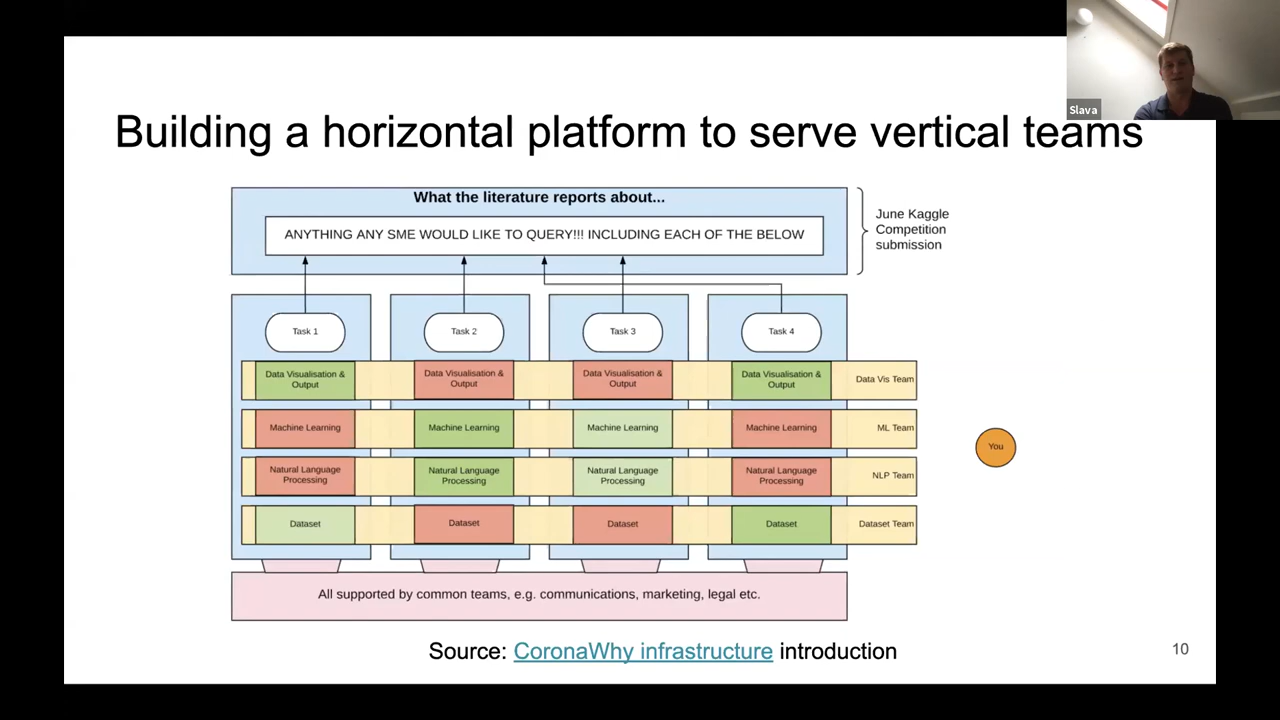 Slava
Building a horizontal platform to serve vertical teams
What the literature reports about...
ANYTHING ANY SME WOULD LIKE TO QUERY!!! INCLUDING EACH OF THE BELOW
June Kaggle
Competition
submission
Task 1
Task 2
Task 3
Task 4
Data Visualisation &
Output
Data Visualisation &
Output
Data Visualisation &
Output
Data Visualisation &
Output
Data Vis Team
Machine Learning
Machine Learning
Machine Learning
Machine Learning
ML Team
You
Natural Language
Processing
Natural Language
Processing
Natural Language
Processing
Natural Language
Processing
NLP Team
Dataset
Dataset
Dataset
Dataset
Dataset Team
All supported by common teams, e.g. communications, marketing, legal etc.
Source: CoronaWhy infrastructure introduction
10